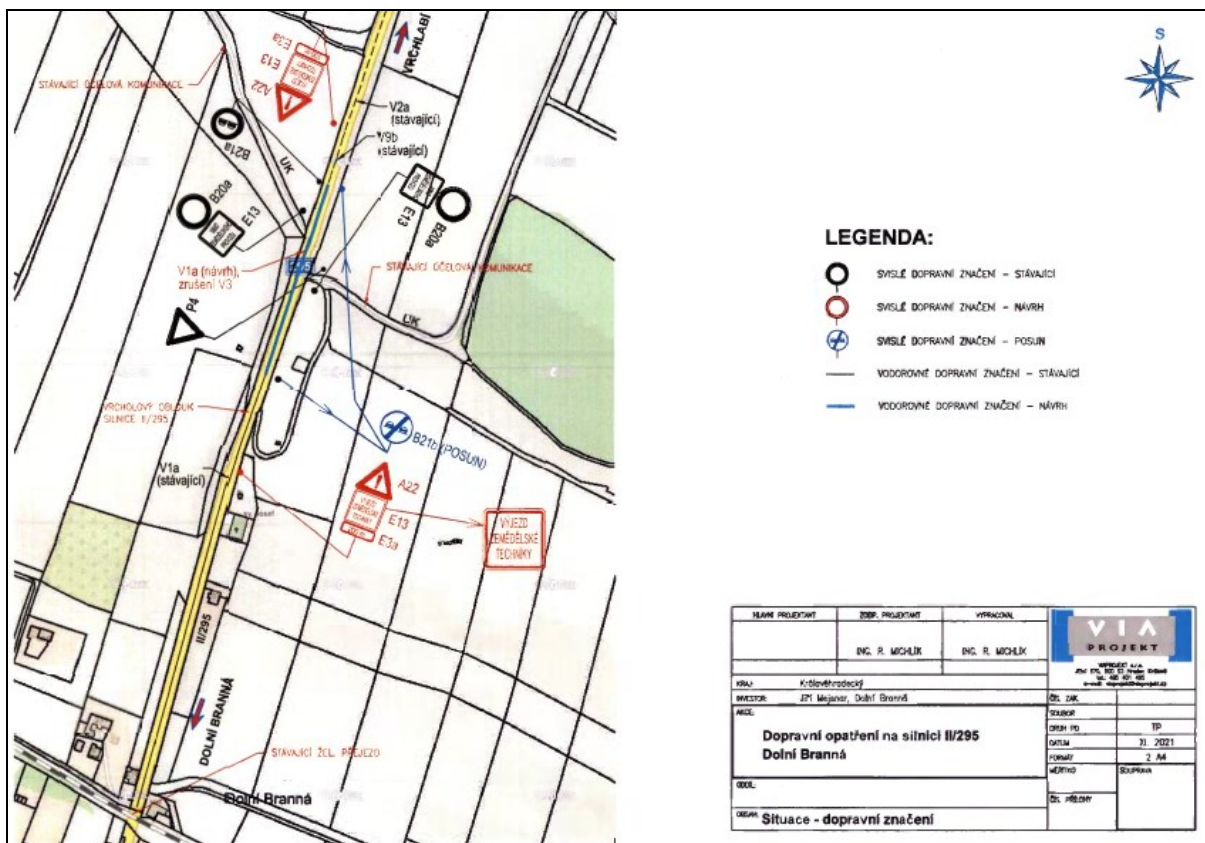 S
VRCHLABÍ
E3a
E13
A22
STÁVAJÍCÍ ÚČELOVÁ KOMUNIKACE
V2a
(stávající)
V9b
(stávající)
B21a
UK
B20a
E13
E13
B20a
V1a (návrh),
zrušení V3
STÁVAJÍCÍ ÚČELOVÁ KOMUNIKACE
P4
UK
VRCHOLOVÝ OBLOUK
SILNICE II/295
B21b (POSUN)
V1a
(stávající)
A22
VÝJEZD
ZEMĚDĚLSKÉ
TECHNIKY
E13
E3a
VÝJEZD
ZEMĚDĚLSKÉ
TECHNIKY
II/295
DOLNÍ BRANNÁ
STÁVAJÍCÍ ŽEL. PŘEJEZD
Dolní Branná
LEGENDA:
SVISLÉ DOPRAVNÍ ZNAČENÍ – STÁVAJÍCÍ
SVISLÉ DOPRAVNÍ ZNAČENÍ – NÁVRH
SVISLÉ DOPRAVNÍ ZNAČENÍ – POSUN
VODOROVNÉ DOPRAVNÍ ZNAČENÍ – STÁVAJÍCÍ
VODOROVNÉ DOPRAVNÍ ZNAČENÍ – NÁVRH
HLAVNÍ PROJEKTANT
ZODP. PROJEKTANT
VYPRACOVAL
ING. R. MICHLÍK
ING. R. MICHLÍK
VIA
PROJEKT
KRAJ: Královéhradecký
INVESTOR: Dolní Branná
ČÍS. ZAK.
AKCE:
Dopravní opatření na silnici II/295
Dolní Branná
SOUBOR
DRUH PD TP
DATUM XI. 2021
FORMÁT 2 A4
MĚŘÍTKO
SOUPRAVA
ODDÍL:
ČÍS. PŘÍLOHY
OBSAH: Situace - dopravní značení